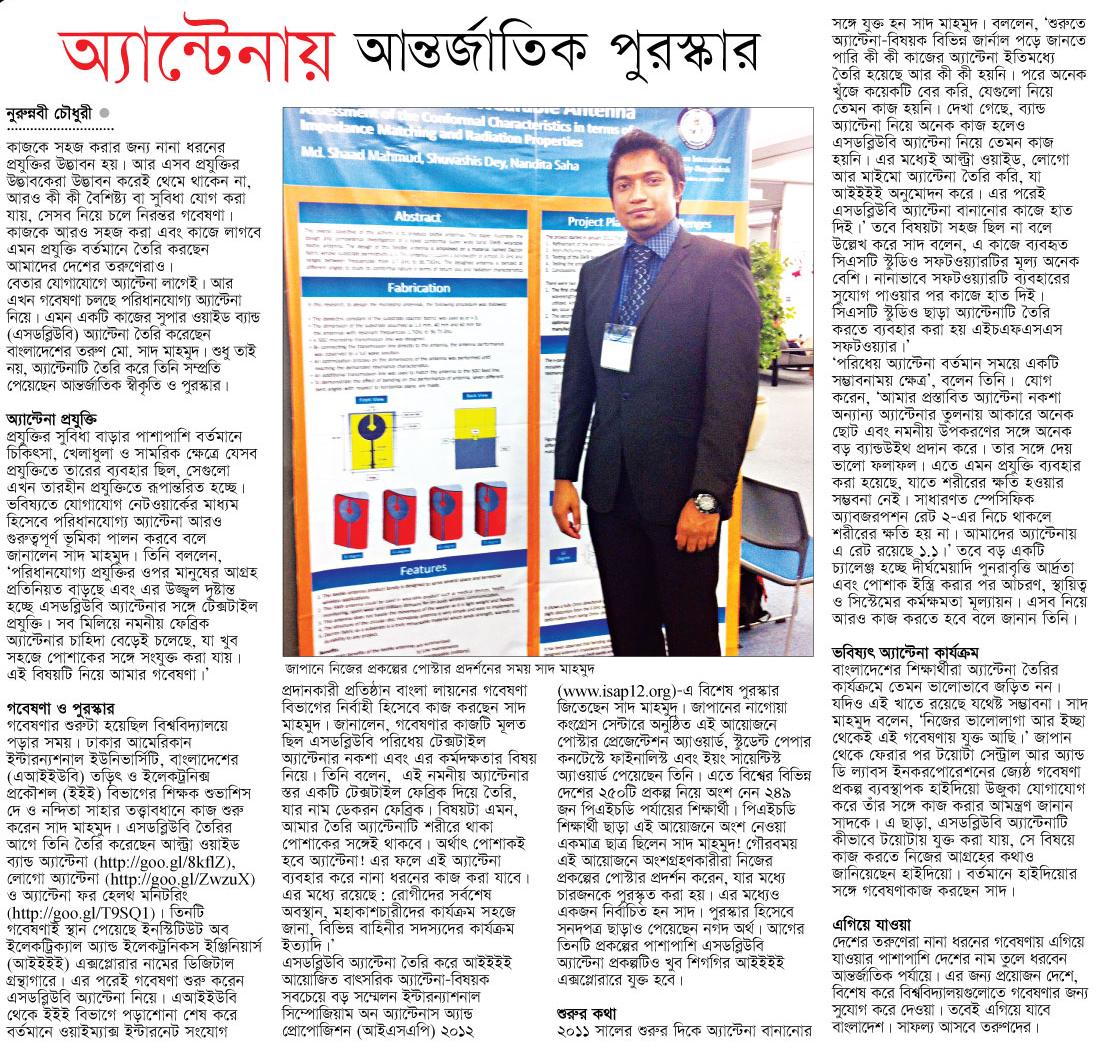 অ্যান্টেনায় আন্তর্জাতিক পুরস্কার
নুরুন্নবী চৌধুরী
কাজকে সহজ করার জন্য নানা ধরনের
প্রযুক্তির উদ্ভাবন হয়। আর এসব প্রযুক্তির
উদ্ভাবকেরা উদ্ভাবন করেই থেমে থাকেন না,
আরও কী কী বৈশিষ্ট্য বা সুবিধা যোগ করা
যায়, সেসব নিয়ে চলে নিরন্তর গবেষণা।
কাজকে আরও সহজ করা এবং কাজে লাগবে
এমন প্রযুক্তি বর্তমানে তৈরি করছেন
আমাদের দেশের তরুণেরাও।
বেতার যোগাযোগে অ্যান্টেনা লাগেই। আর
এখন গবেষণা চলছে পরিধানযোগ্য অ্যান্টেনা
নিয়ে। এমন একটি কাজের সুপার ওয়াইড ব্যান্ড
(এসডব্লিউবি) অ্যান্টেনা তৈরি করেছেন
বাংলাদেশের তরুণ মো. সাদ মাহমুদ। শুধু তাই
নয়, অ্যান্টেনাটি তৈরি করে তিনি সম্প্রতি
পেয়েছেন আন্তর্জাতিক স্বীকৃতি ও পুরস্কার।
অ্যান্টেনা প্রযুক্তি
প্রযুক্তির সুবিধা বাড়ার পাশাপাশি বর্তমানে
চিকিৎসা, খেলাধুলা ও সামরিক ক্ষেত্রে যেসব
প্রযুক্তিতে তারের ব্যবহার ছিল, সেগুলো
এখন তারহীন প্রযুক্তিতে রূপান্তরিত হচ্ছে।
ভবিষ্যতে যোগাযোগ নেটওয়ার্কের মাধ্যম
হিসেবে পরিধানযোগ্য অ্যান্টেনা আরও
গুরুত্বপূর্ণ ভূমিকা পালন করবে বলে
জানালেন সাদ মাহমুদ। তিনি বললেন,
‘পরিধানযোগ্য প্রযুক্তির ওপর মানুষের আগ্রহ
প্রতিনিয়ত বাড়ছে এবং এর উজ্জ্বল দৃষ্টান্ত
হচ্ছে এসডব্লিউবি অ্যান্টেনার সঙ্গে টেক্সটাইল
প্রযুক্তি। সব মিলিয়ে নমনীয় ফেব্রিক
অ্যান্টেনার চাহিদা বেড়েই চলেছে, যা খুব
সহজে পোশাকের সঙ্গে সংযুক্ত করা যায়।
এই বিষয়টি নিয়ে আমার গবেষণা।’
গবেষণা ও পুরস্কার
গবেষণার শুরুটা হয়েছিল বিশ্ববিদ্যালয়ে
পড়ার সময়। ঢাকার আমেরিকান
ইন্টারন্যশনাল ইউনিভার্সিটি, বাংলাদেশের
(এআইইউবি) তড়িৎ ও ইলেকট্রনিক্স
প্রকৌশল (ইইই) বিভাগের শিক্ষক শুভাশিস
দে ও নন্দিতা সাহার তত্ত্বাবধানে কাজ শুরু
করেন সাদ মাহমুদ। এসডব্লিউবি তৈরির
আগে তিনি তৈরি করেছেন আল্ট্রা ওয়াইড
ব্যান্ড অ্যান্টেনা (http://goo.gl/8kflZ),
লোগো অ্যান্টেনা (http://goo.gl/ZwzuX)
ও অ্যান্টেনা ফর হেলথ মনিটরিং
(http://goo.gl/T9SQ1)। তিনটি
গবেষণাই স্থান পেয়েছে ইনস্টিটিউট অব
ইলেকট্রিক্যাল অ্যান্ড ইলেকট্রনিকস ইঞ্জিনিয়ার্স
(আইইইই) এক্সপ্লোরার নামের ডিজিটাল
গ্রন্থাগারে। এর পরেই গবেষণা শুরু করেন
এসডব্লিউবি অ্যান্টেনা নিয়ে। এআইইউবি
থেকে ইইই বিভাগে পড়াশোনা শেষ করে
বর্তমানে ওয়াইম্যাক্স ইন্টারনেট সংযোগ
Assessment of the Conformal Characteristics in terms of
Impedance Matching and Radiation Properties
Md. Shaad Mahmud, Shuvashis Dey, Nandita Saha
Abstract
Fabrication
Front View
Back View
Features
জাপানে নিজের প্রকল্পের পোস্টার প্রদর্শনের সময় সাদ মাহমুদ
প্রদানকারী প্রতিষ্ঠান বাংলা লায়নের গবেষণা
বিভাগের নির্বাহী হিসেবে কাজ করছেন সাদ
মাহমুদ। জানালেন, গবেষণার কাজটি মূলত
ছিল এসডব্লিউবি পরিধেয় টেক্সটাইল
অ্যান্টেনার নকশা এবং এর কর্মদক্ষতার বিষয়
নিয়ে। তিনি বলেন, এই নমনীয় অ্যান্টেনার
স্তর একটি টেক্সটাইল ফেব্রিক দিয়ে তৈরি,
যার নাম ডেকরন ফেব্রিক। বিষয়টা এমন,
আমার তৈরি অ্যান্টেনাটি শরীরে থাকা
পোশাকের সঙ্গেই থাকবে। অর্থাৎ পোশাকই
হবে অ্যান্টেনা! এর ফলে এই অ্যান্টেনা
ব্যবহার করে নানা ধরনের কাজ করা যাবে।
এর মধ্যে রয়েছে : রোগীদের সর্বশেষ
অবস্থান, মহাকাশচারীদের কার্যক্রম সহজে
জানা, বিভিন্ন বাহিনীর সদস্যদের কার্যক্রম
ইত্যাদি।’
এসডব্লিউবি অ্যান্টেনা তৈরি করে আইইইই
আয়োজিত বাৎসরিক অ্যান্টেনা-বিষয়ক
সবচেয়ে বড় সম্মেলন ইন্টারন্যাশনাল
সিম্পোজিয়াম অন অ্যান্টেনাস অ্যান্ড
প্রোপোজিশন (আইএসএপি) ২০১২
(www.isap12.org)-এ বিশেষ পুরস্কার
জিতেছেন সাদ মাহমুদ। জাপানের নাগোয়া
কংগ্রেস সেন্টারে অনুষ্ঠিত এই আয়োজনে
পোস্টার প্রেজেন্টেশন অ্যাওয়ার্ড, স্টুডেন্ট পেপার
কনটেস্টে ফাইনালিস্ট এবং ইয়ং সায়েন্টিস্ট
অ্যাওয়ার্ড পেয়েছেন তিনি। এতে বিশ্বের বিভিন্ন
দেশের ২৫০টি প্রকল্প নিয়ে অংশ নেন ২৪৯
জন পিএইচডি পর্যায়ের শিক্ষার্থী। পিএইচডি
শিক্ষার্থী ছাড়া এই আয়োজনে অংশ নেওয়া
একমাত্র ছাত্র ছিলেন সাদ মাহমুদ! গৌরবময়
এই আয়োজনে অংশগ্রহণকারীরা নিজের
প্রকল্পের পোস্টার প্রদর্শন করেন, যার মধ্যে
চারজনকে পুরস্কৃত করা হয়। এর মধ্যেও
একজন নির্বাচিত হন সাদ। পুরস্কার হিসেবে
সনদপত্র ছাড়াও পেয়েছেন নগদ অর্থ। আগের
তিনটি প্রকল্পের পাশাপাশি এসডব্লিউবি
অ্যান্টেনা প্রকল্পটিও খুব শিগগির আইইইই
এক্সপ্লোরারে যুক্ত হবে।
শুরুর কথা
২০১১ সালের শুরুর দিকে অ্যান্টেনা বানানোর
সঙ্গে যুক্ত হন সাদ মাহমুদ। বললেন, ‘শুরুতে
অ্যান্টেনা-বিষয়ক বিভিন্ন জার্নাল পড়ে জানতে
পারি কী কী কাজের অ্যান্টেনা ইতিমধ্যে
তৈরি হয়েছে আর কী কী হয়নি। পরে অনেক
খুঁজে কয়েকটি বের করি, যেগুলো নিয়ে
তেমন কাজ হয়নি। দেখা গেছে, ব্যান্ড
অ্যান্টেনা নিয়ে অনেক কাজ হলেও
এসডব্লিউবি অ্যান্টেনা নিয়ে তেমন কাজ
হয়নি। এর মধ্যেই আল্ট্রা ওয়াইড, লোগো
আর মাইমো অ্যান্টেনা তৈরি করি, যা
আইইইই অনুমোদন করে। এর পরেই
এসডব্লিউবি অ্যান্টেনা বানানোর কাজে হাত
দিই।’ তবে বিষয়টা সহজ ছিল না বলে
উল্লেখ করে সাদ বলেন, এ কাজে ব্যবহৃত
সিএসটি স্টুডিও সফটওয়্যারটির মূল্য অনেক
বেশি। নানাভাবে সফটওয়্যারটি ব্যবহারের
সুযোগ পাওয়ার পর কাজে হাত দিই।
সিএসটি স্টুডিও ছাড়া অ্যান্টেনাটি তৈরি
করতে ব্যবহার করা হয় এইচএফএসএস
সফটওয়্যার।’
‘পরিধেয় অ্যান্টেনা বর্তমান সময়ে একটি
সম্ভাবনাময় ক্ষেত্র’, বলেন তিনি। যোগ
করেন, ‘আমার প্রস্তাবিত অ্যান্টেনা নকশা
অন্যান্য অ্যান্টেনার তুলনায় আকারে অনেক
ছোট এবং নমনীয় উপকরণের সঙ্গে অনেক
বড় ব্যান্ডউইথ প্রদান করে। তার সঙ্গে দেয়
ভালো ফলাফল। এতে এমন প্রযুক্তি ব্যবহার
করা হয়েছে, যাতে শরীরের ক্ষতি হওয়ার
সম্ভবনা নেই। সাধারণত স্পেসিফিক
অ্যাবজরপশন রেট ২-এর নিচে থাকলে
শরীরের ক্ষতি হয় না। আমাদের অ্যান্টেনায়
এ রেট রয়েছে ১.১।’ তবে বড় একটি
চ্যালেঞ্জ হচ্ছে দীর্ঘমেয়াদি পুনরাবৃত্তি আর্দ্রতা
এবং পোশাক ইস্ত্রি করার পর আচরণ, স্থায়িত্ব
ও সিস্টেমের কর্মক্ষমতা মূল্যায়ন। এসব নিয়ে
আরও কাজ করতে হবে বলে জানান তিনি।
ভবিষ্যৎ অ্যান্টেনা কার্যক্রম
বাংলাদেশের শিক্ষার্থীরা অ্যান্টেনা তৈরির
কার্যক্রমে তেমন ভালোভাবে জড়িত নন।
যদিও এই খাতে রয়েছে যথেষ্ট সম্ভাবনা। সাদ
মাহমুদ বলেন, ‘নিজের ভালোলাগা আর ইচ্ছা
থেকেই এই গবেষণায় যুক্ত আছি।’ জাপান
থেকে ফেরার পর টয়োটা সেন্ট্রাল আর অ্যান্ড
ডি ল্যাবস ইনকরপোরেশনের জ্যেষ্ঠ গবেষণা
প্রকল্প ব্যবস্থাপক হাইদিয়ো উজুকা যোগাযোগ
করে তাঁর সঙ্গে কাজ করার আমন্ত্রণ জানান
সাদকে। এ ছাড়া, এসডব্লিউবি অ্যান্টেনাটি
কীভাবে টয়োটায় যুক্ত করা যায়, সে বিষয়ে
কাজ করতে নিজের আগ্রহের কথাও
জানিয়েছেন হাইদিয়ো। বর্তমানে হাইদিয়োর
সঙ্গে গবেষণাকাজ করছেন সাদ।
এগিয়ে যাওয়া
দেশের তরুণেরা নানা ধরনের গবেষণায় এগিয়ে
যাওয়ার পাশাপাশি দেশের নাম তুলে ধরবেন
আন্তর্জাতিক পর্যায়ে। এর জন্য প্রয়োজন দেশে,
বিশেষ করে বিশ্ববিদ্যালয়গুলোতে গবেষণার জন্য
সুযোগ করে দেওয়া। তবেই এগিয়ে যাবে
বাংলাদেশ। সাফল্য আসবে তরুণদের।